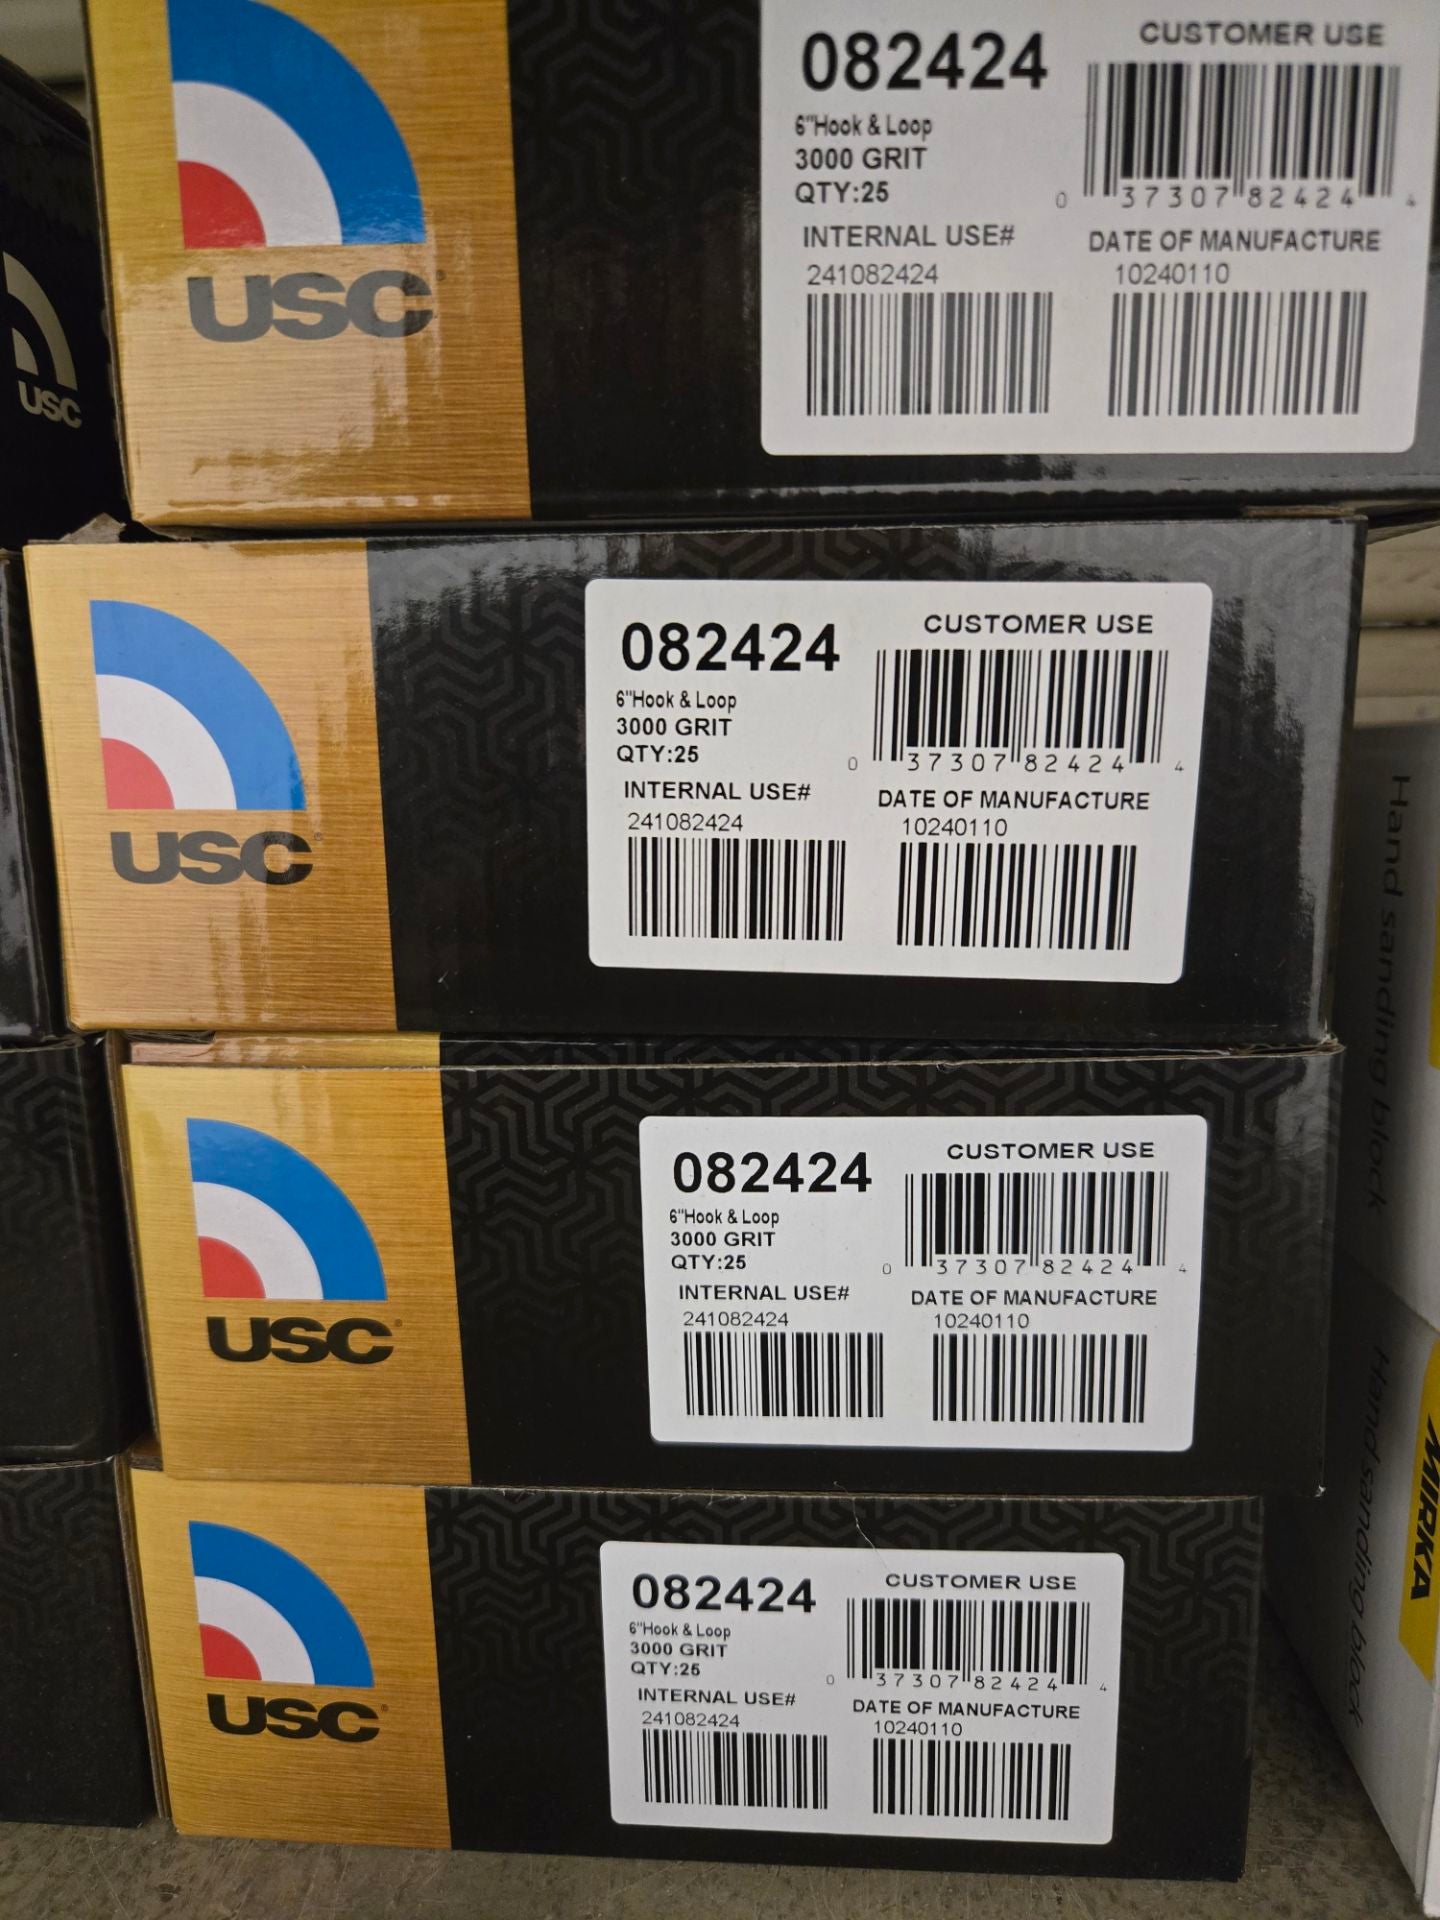 USC
USC
082424
CUSTOMER USE
6"Hook & Loop
3000 GRIT
QTY:25
0 37307 82424 4
INTERNAL USE#
DATE OF MANUFACTURE
241082424
10240110
USC
082424
CUSTOMER USE
6"Hook & Loop
3000 GRIT
QTY:25
0 37307 82424 4
INTERNAL USE#
DATE OF MANUFACTURE
241082424
10240110
USC
082424
CUSTOMER USE
6"Hook & Loop
3000 GRIT
QTY:25
0 37307 82424 4
INTERNAL USE#
DATE OF MANUFACTURE
241082424
10240110
USC
082424
CUSTOMER USE
6"Hook & Loop
3000 GRIT
QTY:25
0 37307 82424 4
INTERNAL USE#
DATE OF MANUFACTURE
241082424
10240110
Hand sanding block
Hand sanding block
MIRKA